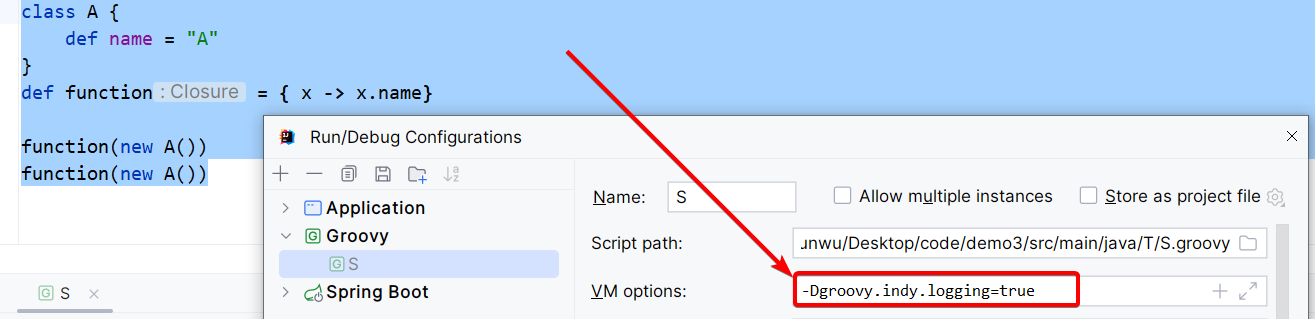 class A {
def name = "A"
}
def function : Closure = { x -> x.name}
function(new A())
function(new A())
Run/Debug Configurations
Application
Groovy
S
Spring Boot
Name: S
Allow multiple instances
Store as project file
Script path: unwu/Desktop/code/demo3/src/main/java/T/S.groovy
VM options: -Dgroovy.indy.logging=true
S